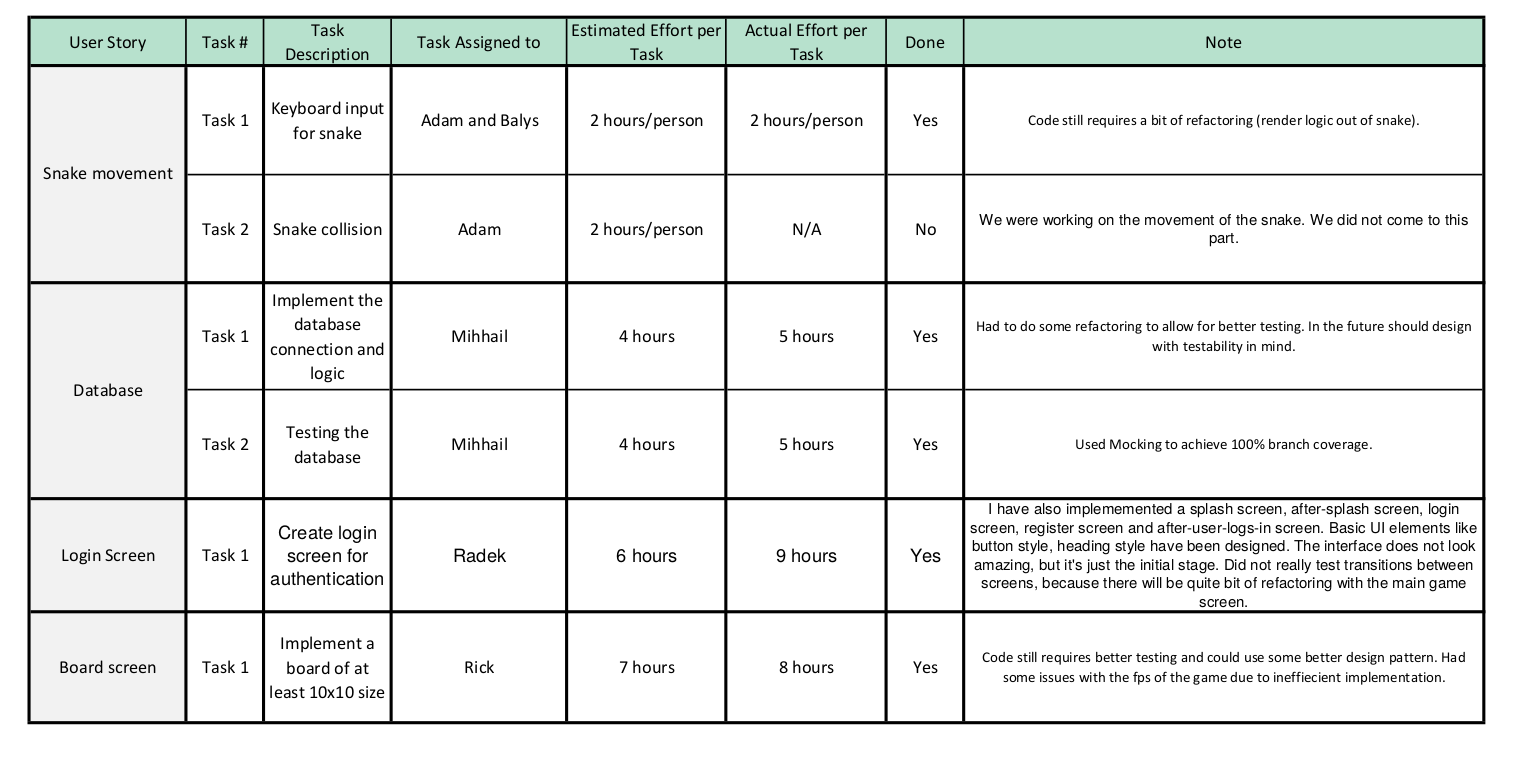 User Story
Task #
Task
Description
Task Assigned to
Estimated Effort per
Task
Actual Effort per
Task
Done
Note
Snake movement
Task 1
Keyboard input
for snake
Adam and Balys
2 hours/person
2 hours/person
Yes
Code still requires a bit of refactoring (render logic out of snake).
Task 2
Snake collision
Adam
2 hours/person
N/A
No
We were working on the movement of the snake. We did not come to this
part.
Database
Task 1
Implement the
database
connection and
logic
Mihhail
4 hours
5 hours
Yes
Had to do some refactoring to allow for better testing. In the future should design
with testability in mind.
Task 2
Testing the
database
Mihhail
4 hours
5 hours
Yes
Used Mocking to achieve 100% branch coverage.
Login Screen
Task 1
Create login
screen for
authentication
Radek
6 hours
9 hours
Yes
I have also implememented a splash screen, after-splash screen, login
screen, register screen and after-user-logs-in screen. Basic UI elements like
button style, heading style have been designed. The interface does not look
amazing, but it's just the initial stage. Did not really test transitions between
screens, because there will be quite bit of refactoring with the main game
screen.
Board screen
Task 1
Implement a
board of at
least 10x10 size
Rick
7 hours
8 hours
Yes
Code still requires better testing and could use some better design pattern. Had
some issues with the fps of the game due to ineffiecient implementation.